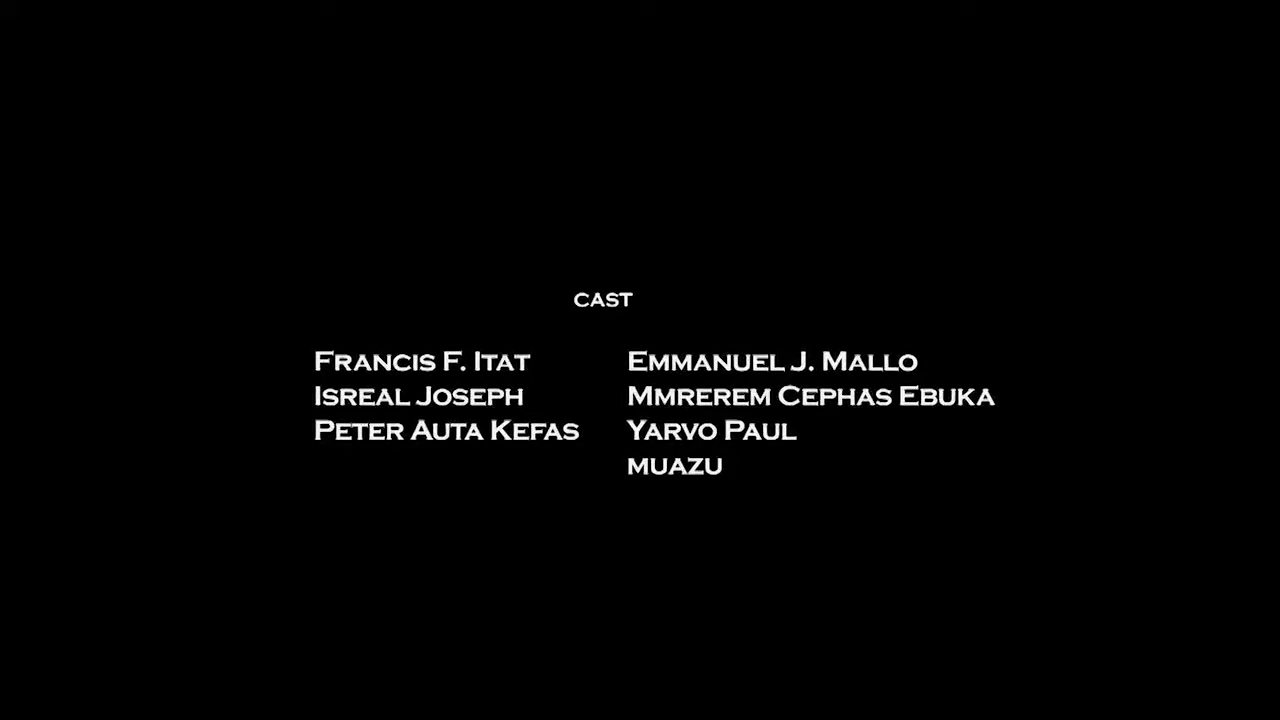 CAST
FRANCIS F. ITAT
ISREAL JOSEPH
PETER AUTA KEFAS
EMMANUEL J. MALLO
MMREREM CEPHAS EBUKA
YARVO PAUL
MUAZU